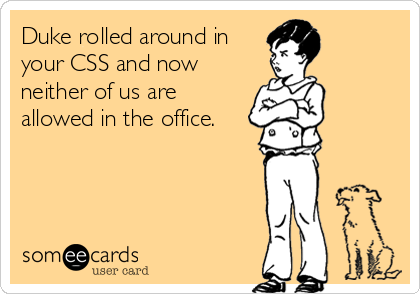 Duke rolled around in
your CSS and now
neither of us are
allowed in the office.
someecards
user card